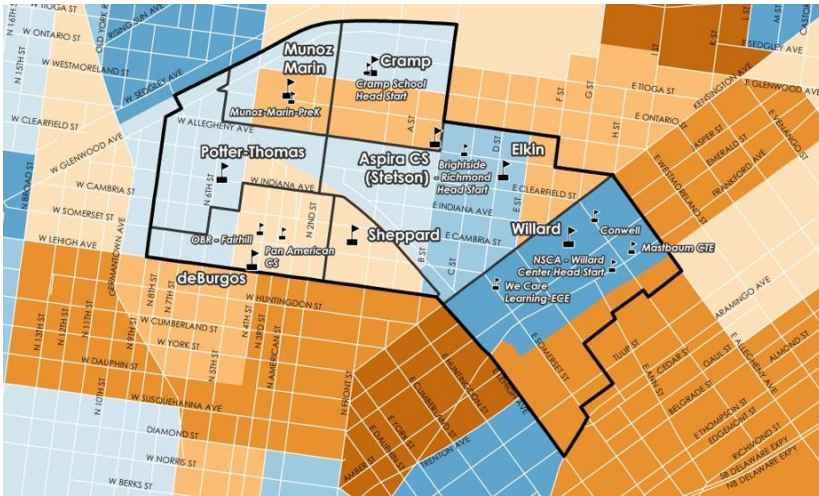 N 16TH ST
N 15TH ST
W TIOGA ST
W ONTARIO ST
W WESTMORELAND ST
OLD YORK R
RISING SUN AVE
W SEDGLEY AVE
W CLEARFIELD ST
W GLENWOOD AVE
W ALLEGHENY AVE
N BROAD ST
W CAMBRIA ST
W SOMERSET ST
W LEHIGH AVE
GERMANTOWN AVE
Munoz
Marin
Munoz-Marin-PreK
Cramp
Cramp School
Head Start
A ST
Potter-Thomas
N 6TH ST
W INDIANA AVE
N 2ND ST
Aspira CS
(Stetson)
Brightside
- Richmond
Head Start
D ST
Elkin
E CLEARFIELD ST
E INDIANA AVE
E ST
E CAMBRIA ST
B ST
C ST
F ST
G ST
H ST
I ST
K ST
L ST
M ST
CASTOR
E SEDGLEY AVE
KENSINGTON AVE
E TIOGA ST
E GLENWOOD AVE
E ONTARIO ST
JASPER ST
EMERALD ST
FRANKFORD AVE
E VENANGO ST
E WESTMORELAND ST
OBR - Fairhill
Pan American
CS
deBurgos
Sheppard
Willard
Conwell
Mastbaum CTE
NSCA - Willard
Center Head Start
We Care
Learning-ECE
ARAMINGO AVE
N 13TH ST
N 12TH ST
N 11TH ST
N 10TH ST
N 9TH ST
N 8TH ST
N 7TH ST
N 5TH ST
N 4TH ST
N 3RD ST
N AMERICAN ST
N FRONT ST
W HUNTINGDON ST
W CUMBERLAND ST
W YORK ST
W DAUPHIN ST
W SUSQUEHANNA AVE
DIAMOND ST
W NORRIS ST
W BERKS ST
E HUNTINGDON ST
E CUMBERLAND ST
E YORK ST
E DAUPHIN ST
AMBER ST
TRENTON AVE
E LEHIGH AVE
E SOMERSET ST
TULIP ST
E ANN ST
CEDAR ST
BELGRADE ST
GAUL ST
E ALLEGHENY AVE
ALMOND ST
E THOMPSON ST
EDGEMONT ST
RICHMOND ST
SB DELAWARE EXPY
NB DELAWARE EXPY